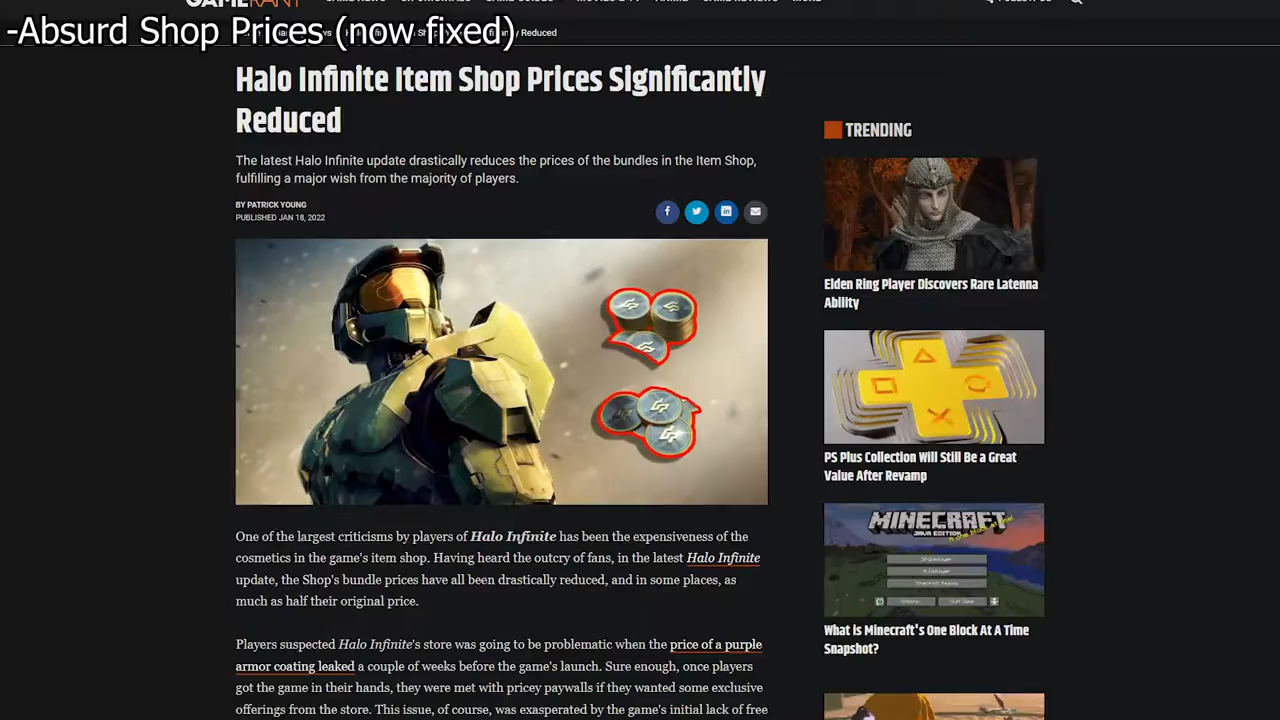 -Absurd Shop Prices (now fixed)
Halo Infinite Item Shop Prices Significantly
Reduced
The latest Halo Infinite update drastically reduces the prices of the bundles in the Item Shop,
fulfilling a major wish from the majority of players.
BY PATRICK YOUNG
PUBLISHED JAN 18, 2022
One of the largest criticisms by players of Halo Infinite has been the expensiveness of the
cosmetics in the game's item shop. Having heard the outcry of fans, in the latest Halo Infinite
update, the Shop's bundle prices have all been drastically reduced, and in some places, as
much as half their original price.
Players suspected Halo Infinite's store was going to be problematic when the price of a purple
armor coating leaked a couple of weeks before the game's launch. Sure enough, once players
got the game in their hands, they were met with pricey paywalls if they wanted some exclusive
offerings from the store. This issue, of course, was exasperated by the game's initial lack of free
TRENDING
Elden Ring Player Discovers Rare Latenna
Ability
PS Plus Collection Will Still Be a Great
Value After Revamp
MINECRAFT
JAVA EDITION
What is Minecraft's One Block At A Time
Snapshot?